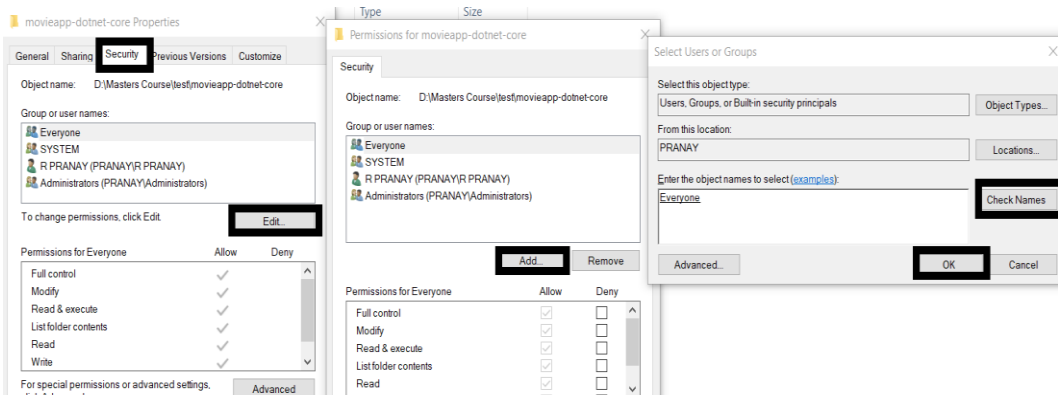 Type Size
movieapp-dotnet-core Properties
General Sharing Security Previous Versions Customize
Object name: D:\Masters Course\test\movieapp-dotnet-core
Group or user names:
Everyone
SYSTEM
R PRANAY (PRANAY\R PRANAY)
Administrators (PRANAY\Administrators)
To change permissions, click Edit.
Edit...
Permissions for Everyone Allow Deny
Full control
Modify
Read & execute
List folder contents
Read
Write
For special permissions or advanced settings,
Advanced
Permissions for movieapp-dotnet-core
Security
Object name: D:\Masters Course\test\movieapp-dotnet-core
Group or user names:
Everyone
SYSTEM
R PRANAY (PRANAY\R PRANAY)
Administrators (PRANAY\Administrators)
Add... Remove
Permissions for Everyone Allow Deny
Full control
Modify
Read & execute
List folder contents
Read
Select Users or Groups
Select this object type:
Users, Groups, or Built-in security principals Object Types...
From this location:
PRANAY Locations...
Enter the object names to select (examples):
Everyone Check Names
Advanced... OK Cancel